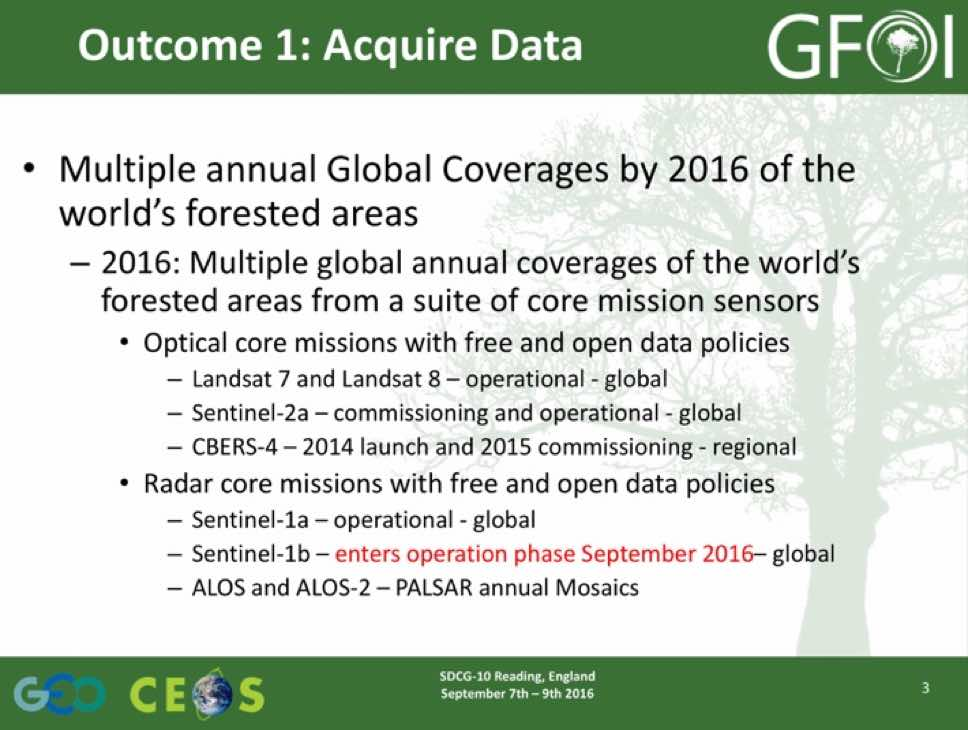 Outcome 1: Acquire Data
GFOI
• Multiple annual Global Coverages by 2016 of the
world's forested areas
– 2016: Multiple global annual coverages of the world's
forested areas from a suite of core mission sensors
• Optical core missions with free and open data policies
– Landsat 7 and Landsat 8 – operational - global
– Sentinel-2a – commissioning and operational - global
– CBERS-4 – 2014 launch and 2015 commissioning - regional
• Radar core missions with free and open data policies
– Sentinel-1a – operational - global
– Sentinel-1b – enters operation phase September 2016– global
– ALOS and ALOS-2 – PALSAR annual Mosaics
GEO CEOS
SDCG-10 Reading, England
September 7th – 9th 2016
3